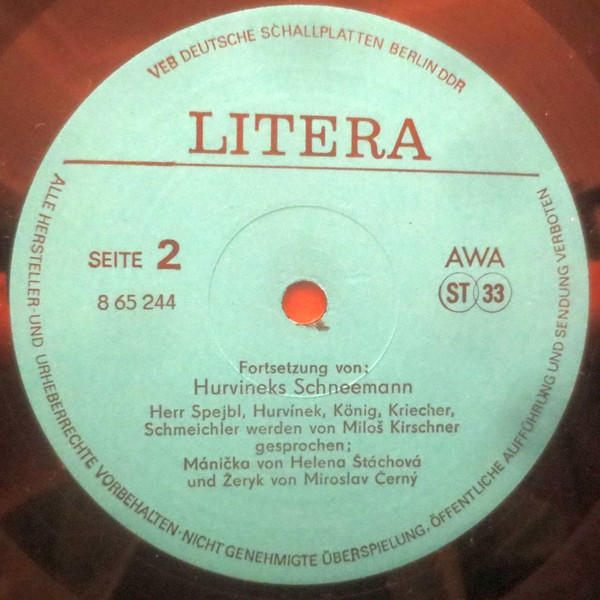 VEB DEUTSCHE SCHALLPLATTEN BERLIN DDR
LITERA
SEITE 2
8 65 244
AWA
ST 33
Fortsetzung von:
Hurvineks Schneemann
Herr Spejbl, Hurvínek, König, Kriecher,
Schmeichler werden von Miloš Kirschner
gesprochen;
Mánička von Helena Štáchová
und Žeryk von Miroslav Černý
ALLE HERSTELLER- UND URHEBERRECHTE VORBEHALTEN · NICHT GENEHMIGTE ÜBERSPIELUNG, ÖFFENTLICHE AUFFÜHRUNG UND SENDUNG VERBOTEN